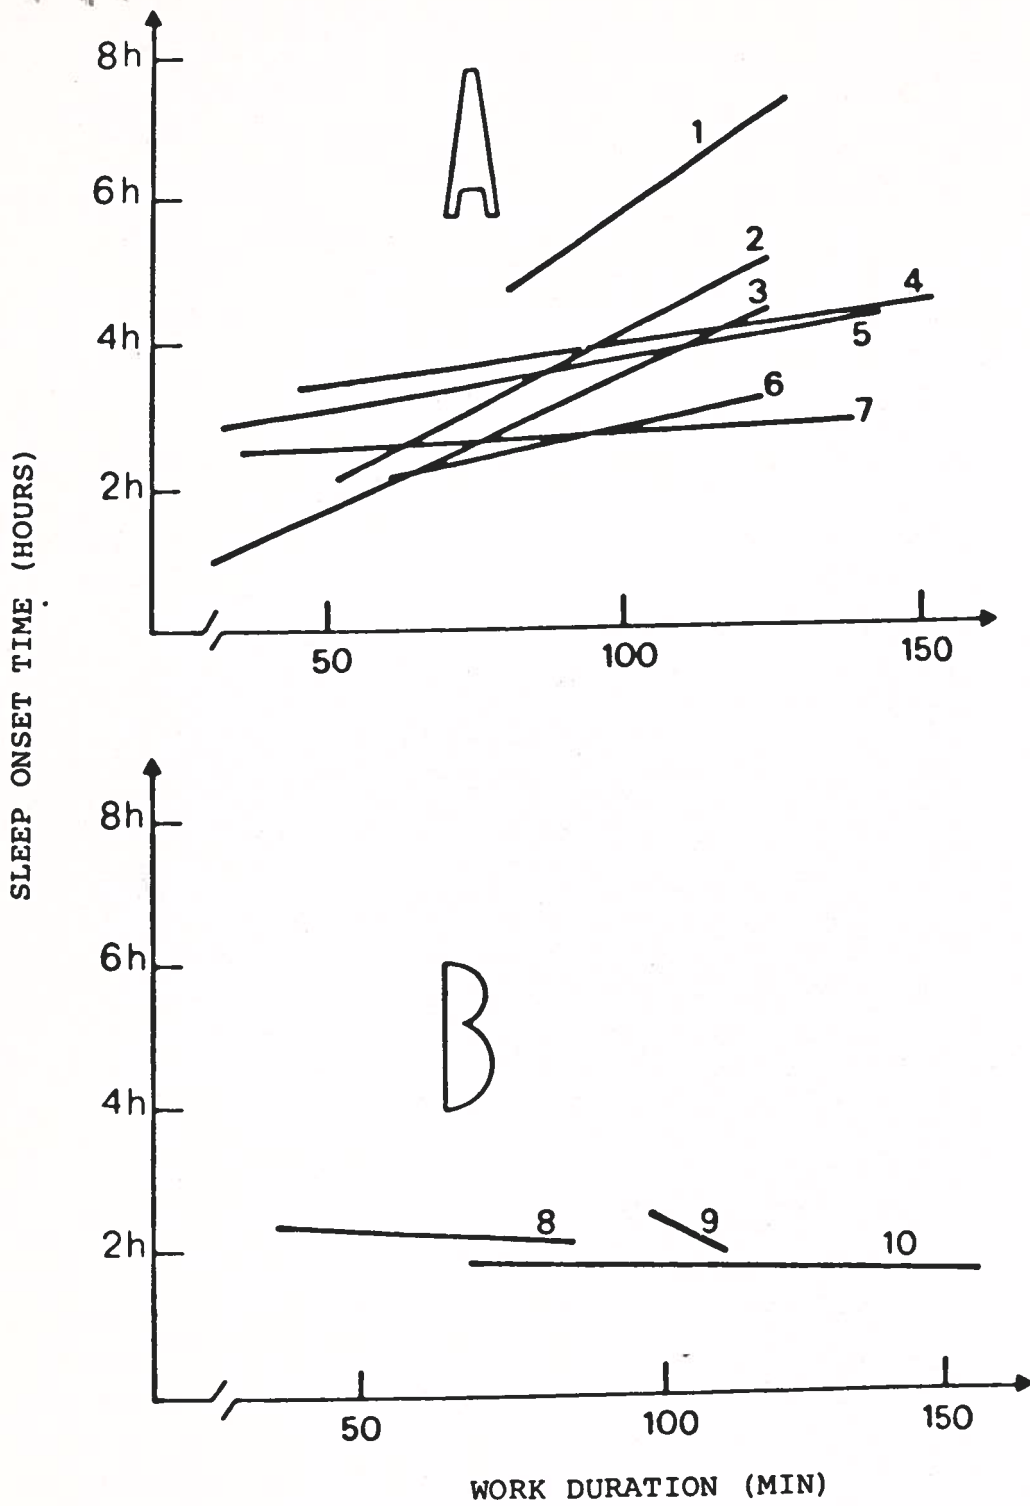 SLEEP ONSET TIME (HOURS)
8h
6h
4h
2h
A
1
2
3
4
5
6
7
50
100
150
8h
6h
4h
2h
B
8
9
10
50
100
150
WORK DURATION (MIN)